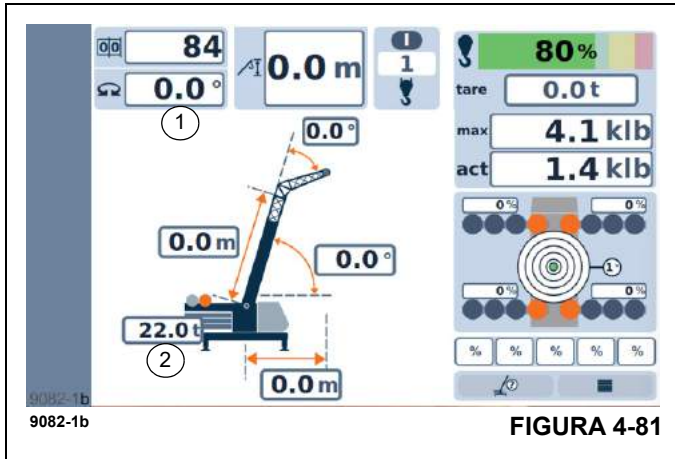 84
0.0 °
1
0.0 m
I
1
80 %
tare 0.0 t
max 4.1 klb
act 1.4 klb
0.0 °
0.0 m
0.0 °
22.0 t
2
0.0 m
0 % 0 %
1°
0 % 0 %
% % % % %
?
9082-1b
9082-1b
FIGURA 4-81